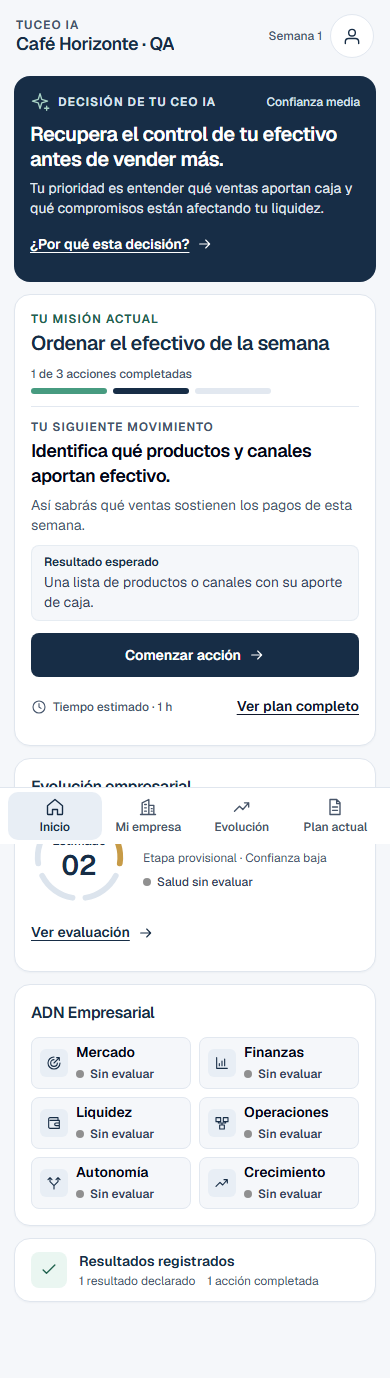 TUCEO IA
Café Horizonte · QA
Semana 1
DECISIÓN DE TU CEO IA
Confianza media
Recupera el control de tu efectivo
antes de vender más.
Tu prioridad es entender qué ventas aportan caja y
qué compromisos están afectando tu liquidez.
¿Por qué esta decisión?
TU MISIÓN ACTUAL
Ordenar el efectivo de la semana
1 de 3 acciones completadas
TU SIGUIENTE MOVIMIENTO
Identifica qué productos y canales
aportan efectivo.
Así sabrás qué ventas sostienen los pagos de esta
semana.
Resultado esperado
Una lista de productos o canales con su aporte
de caja.
Comenzar acción
Tiempo estimado · 1 h
Ver plan completo
Evolución empresarial
Inicio
Mi empresa
Evolución
Plan actual
02
Etapa provisional · Confianza baja
Salud sin evaluar
Ver evaluación
ADN Empresarial
Mercado
Sin evaluar
Finanzas
Sin evaluar
Liquidez
Sin evaluar
Operaciones
Sin evaluar
Autonomía
Sin evaluar
Crecimiento
Sin evaluar
Resultados registrados
1 resultado declarado
1 acción completada